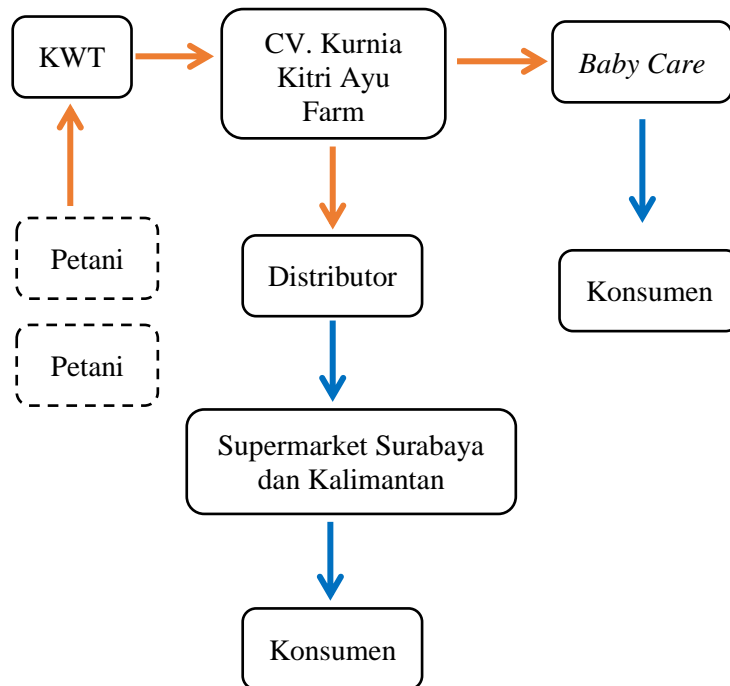 KWT
CV. Kurnia
Kitri Ayu
Farm
Baby Care
Petani
Distributor
Konsumen
Petani
Supermarket Surabaya
dan Kalimantan
Konsumen